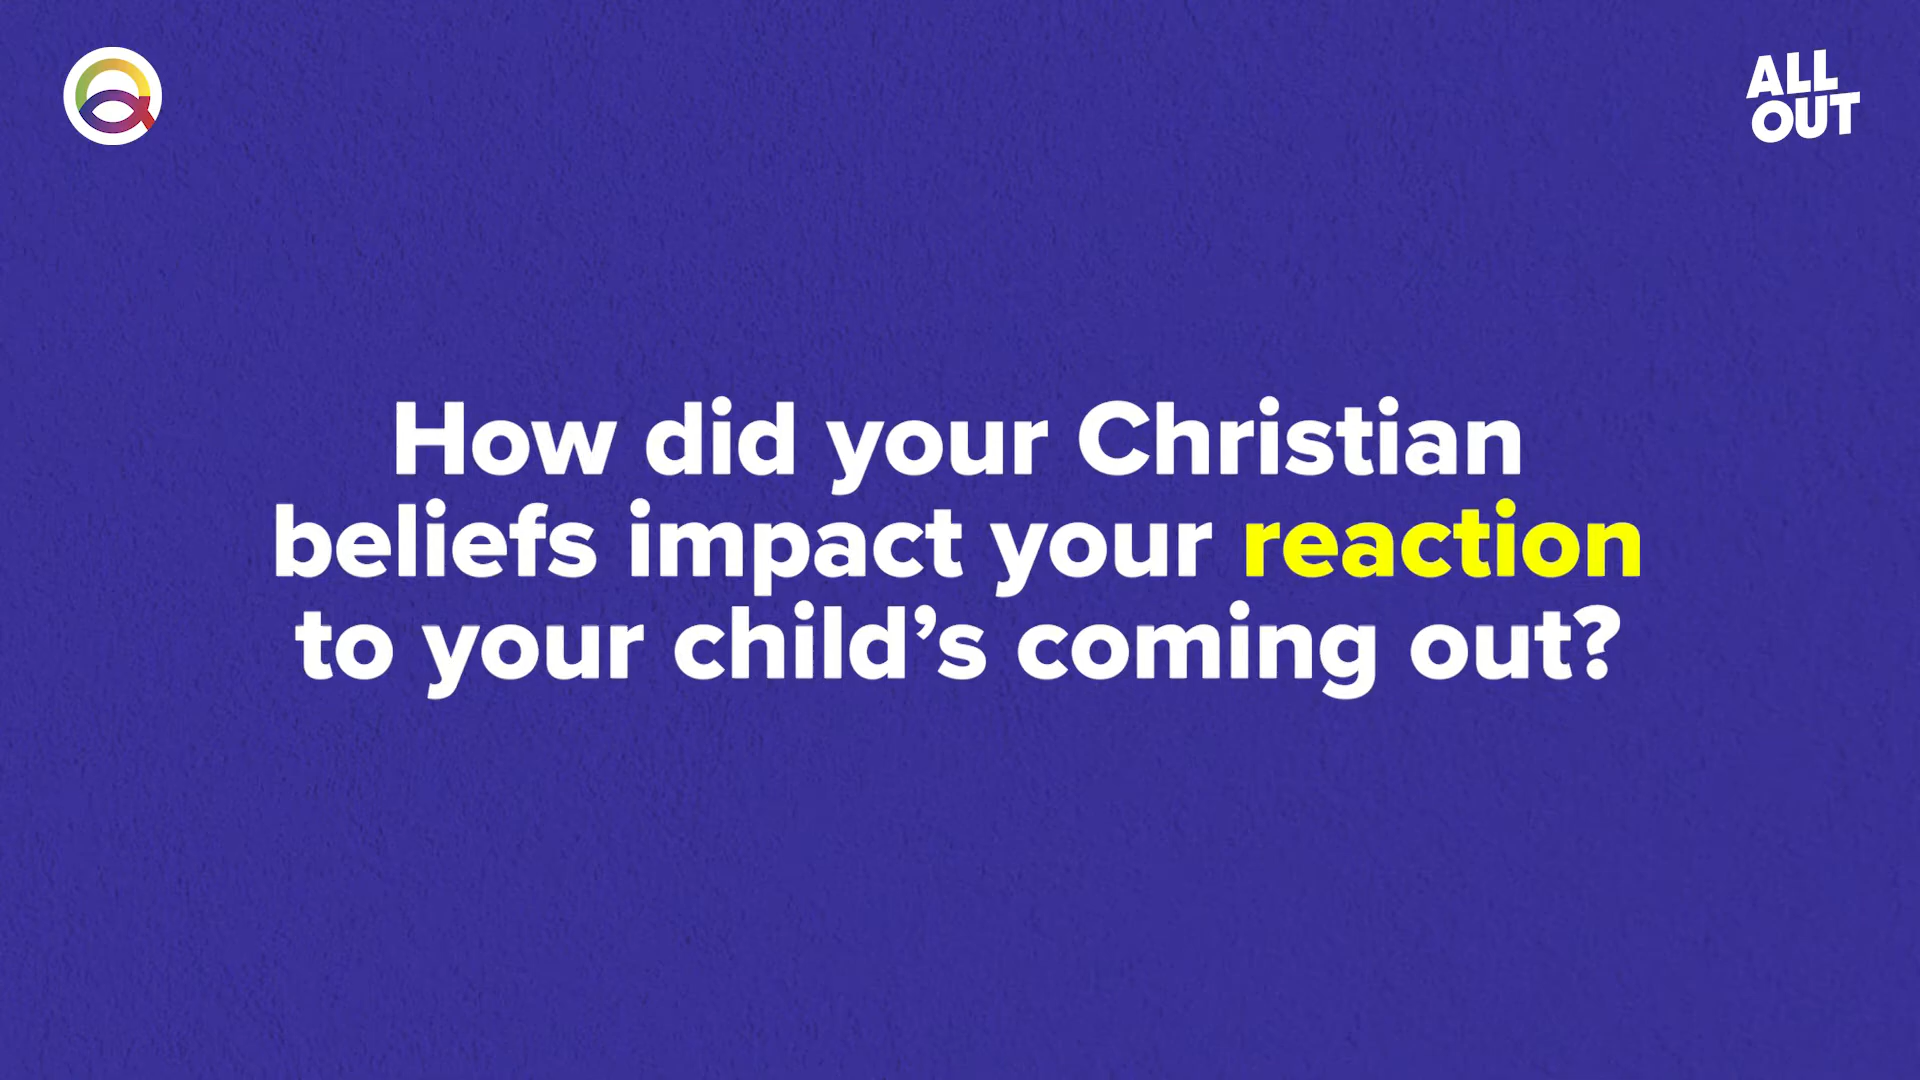 ALL
OUT
How did your Christian
beliefs impact your reaction
to your child’s coming out?